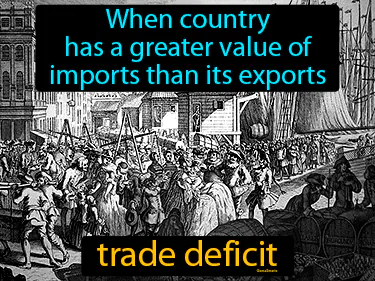 When country
has a greater value of
imports than its exports
trade deficit